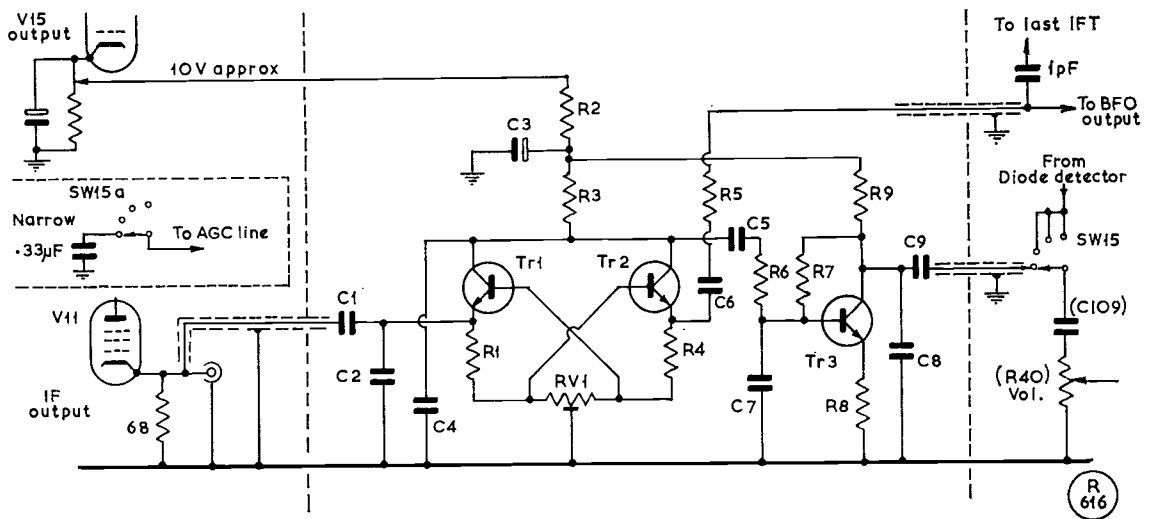 V15
output
10V approx
To last IFT
1pF
To BFO
output
R2
C3
R3
R5
R9
From
Diode detector
SW15a
Narrow
.33µF
To AGC line
C5
SW15
Tr1
Tr2
R6
R7
C9
V11
C1
C6
(C109)
R1
R4
Tr3
C2
RV1
C7
C8
(R40)
Vol.
IF
output
68
C4
R8
R
616